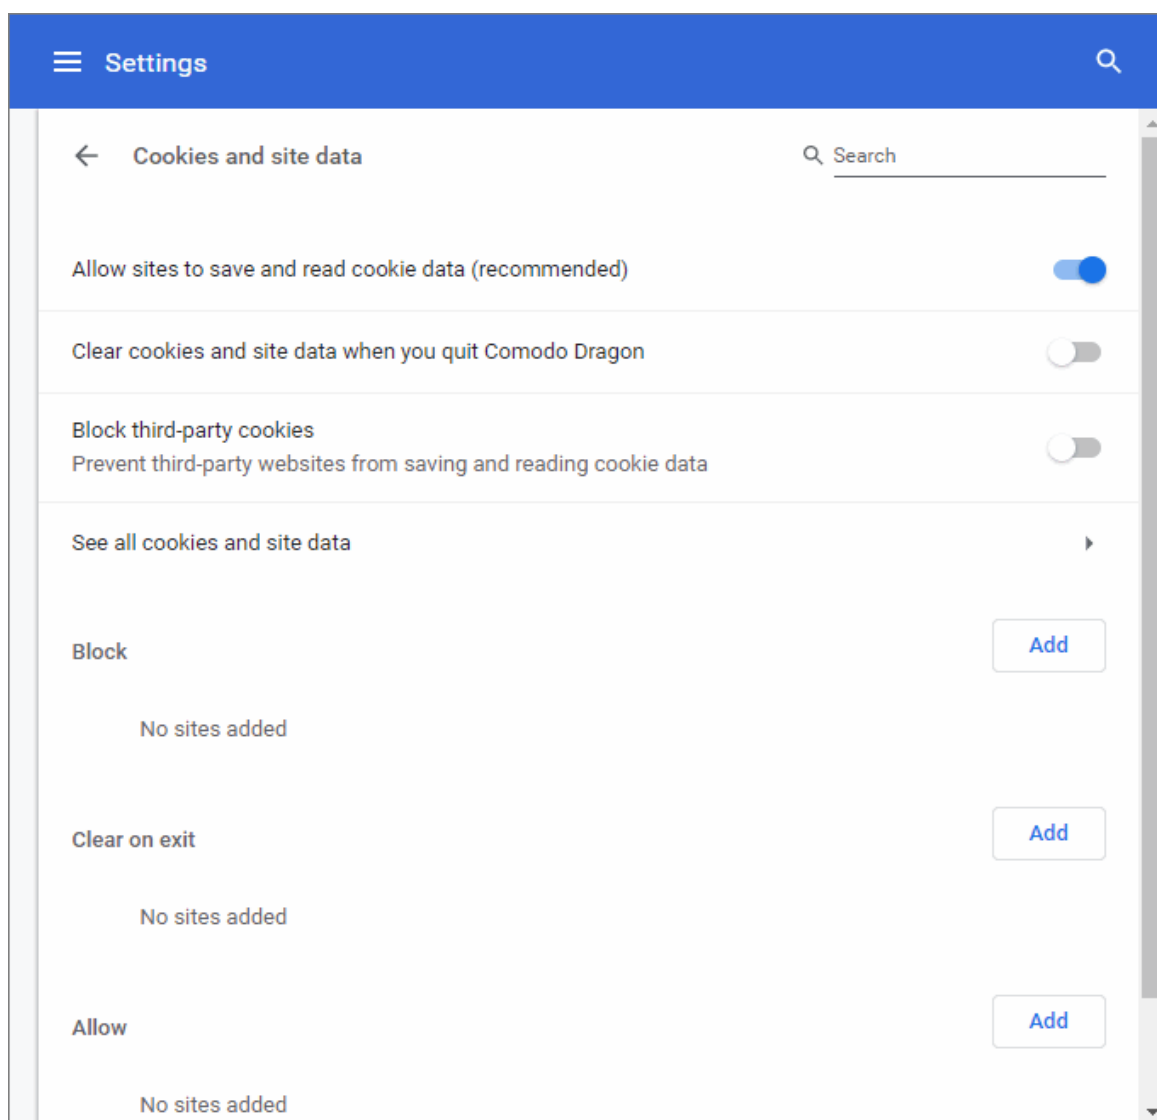 Settings
Cookies and site data
Search
Allow sites to save and read cookie data (recommended)
Clear cookies and site data when you quit Comodo Dragon
Block third-party cookies
Prevent third-party websites from saving and reading cookie data
See all cookies and site data
Block
Add
No sites added
Clear on exit
Add
No sites added
Allow
Add
No sites added